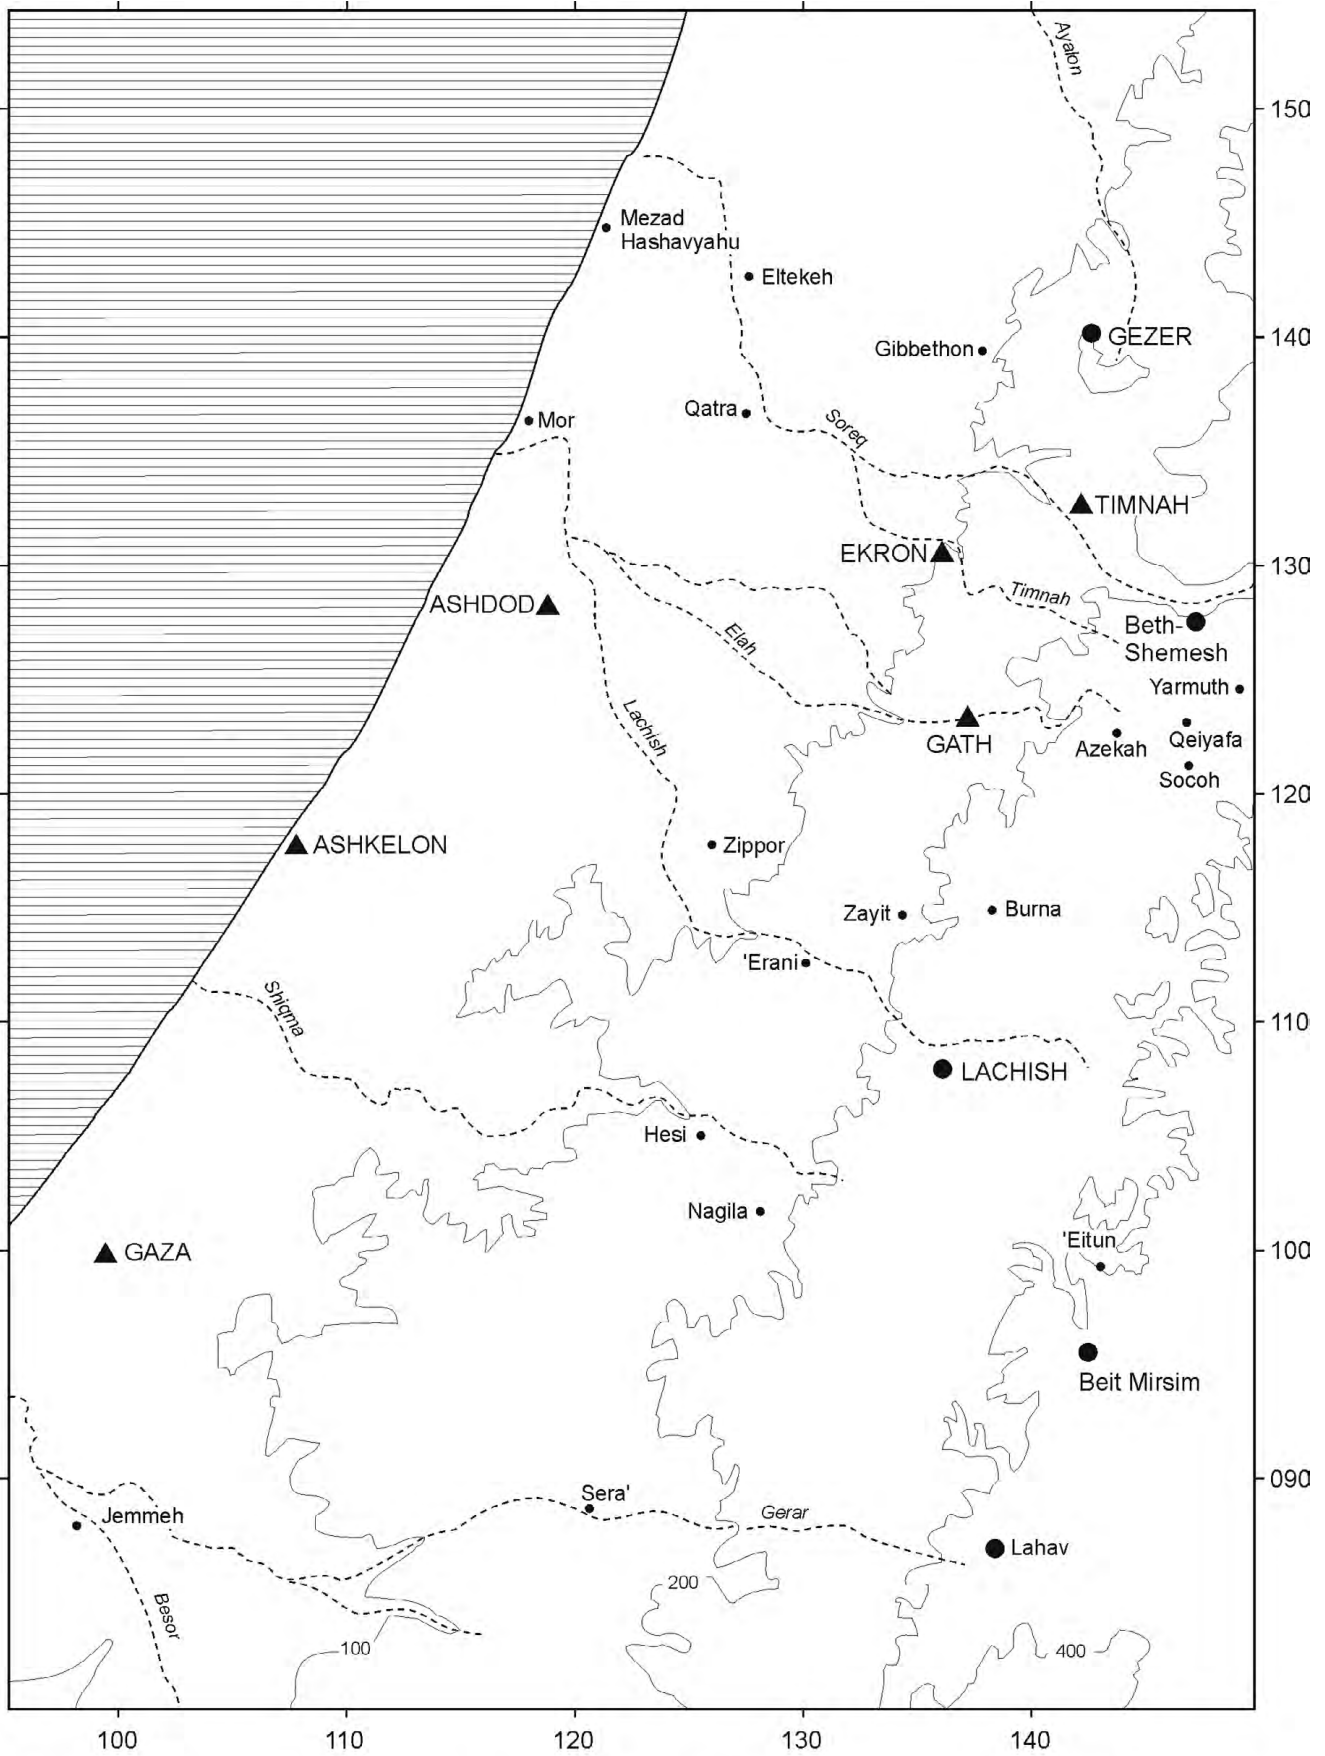 Ayalon
150
Mezad
Hashavyahu
Eltekeh
Gibbethon
GEZER
140
Qatra
Soreq
Mor
TIMNAH
EKRON
130
Timnah
ASHDOD
Elah
Beth-
Shemesh
Yarmuth
Lachish
GATH
Azekah
Qeiyafa
Socoh
120
ASHKELON
Zippor
Zayit
Burna
'Erani
Shiqma
110
LACHISH
Hesi
Nagila
'Eitun
GAZA
100
Beit Mirsim
Sera'
090
Jemmeh
Gerar
Lahav
200
Besor
100
400
100
110
120
130
140